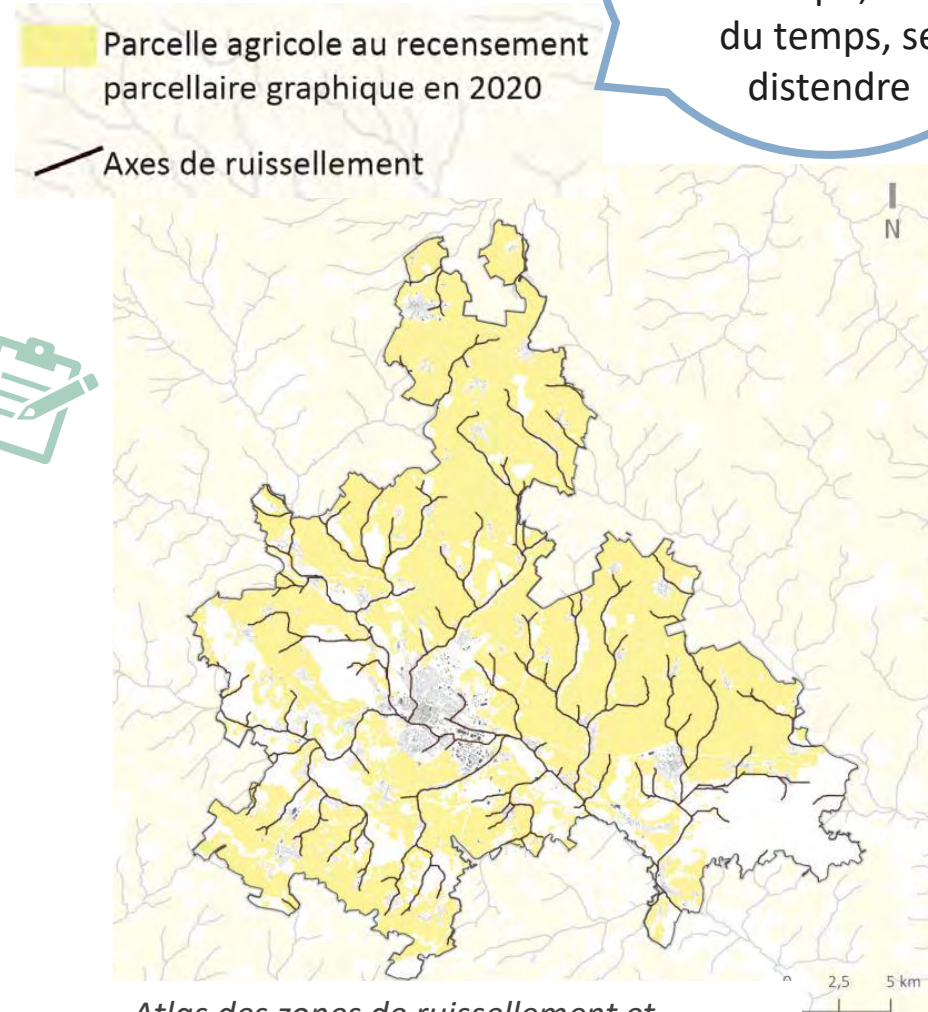 du temps, se
distendre
Parcelle agricole au recensement
parcellaire graphique en 2020
Axes de ruissellement
N
2,5 5 km
Atlas des zones de ruissellement et